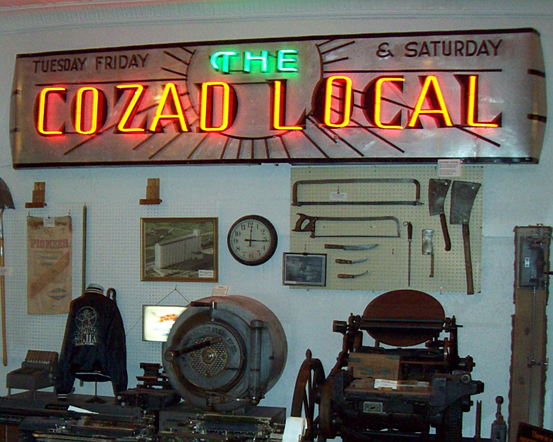 TUESDAY FRIDAY & SATURDAY
THE
COZAD LOCAL
PIONEER